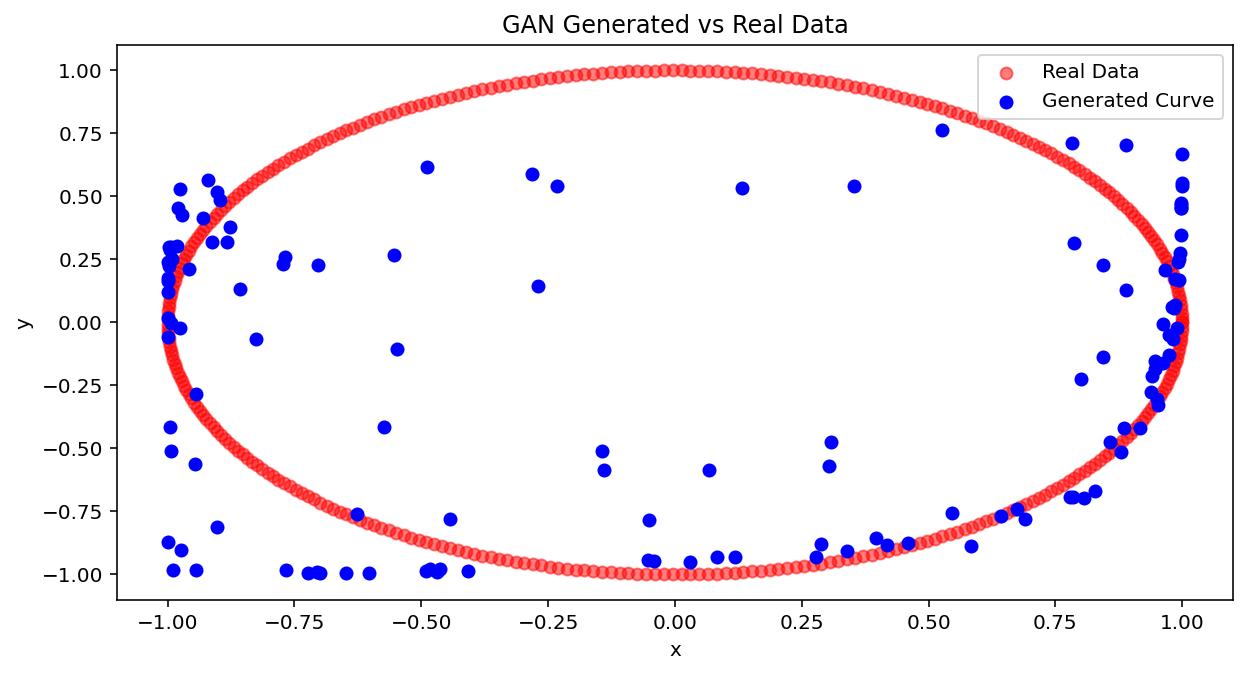 GAN Generated vs Real Data
Real Data
Generated Curve
1.00
0.75
0.50
0.25
0.00
−0.25
−0.50
−0.75
−1.00
y
−1.00 −0.75 −0.50 −0.25 0.00 0.25 0.50 0.75 1.00
x